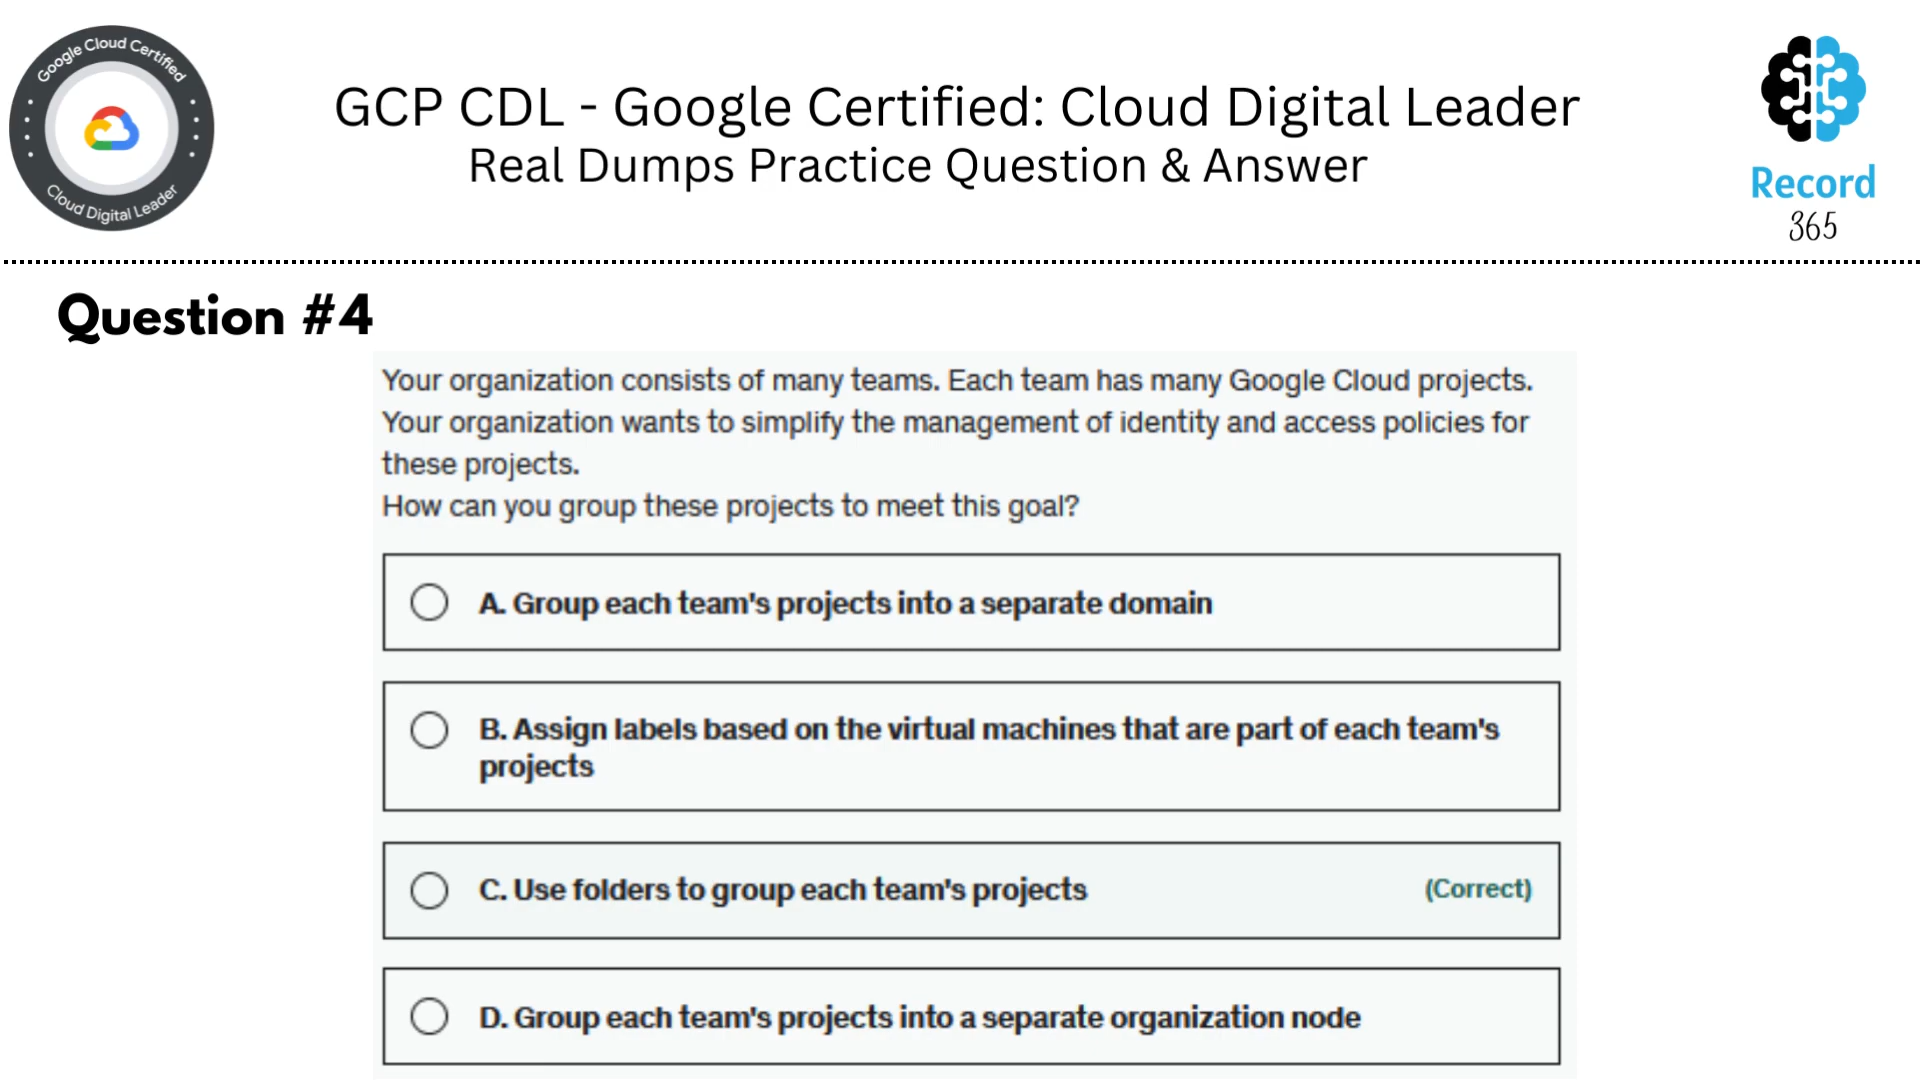 Google Cloud Certified
Cloud Digital Leader
GCP CDL - Google Certified: Cloud Digital Leader
Real Dumps Practice Question & Answer
Record
365
Question #4
Your organization consists of many teams. Each team has many Google Cloud projects.
Your organization wants to simplify the management of identity and access policies for
these projects.
How can you group these projects to meet this goal?
A. Group each team's projects into a separate domain
B. Assign labels based on the virtual machines that are part of each team's
projects
C. Use folders to group each team's projects
(Correct)
D. Group each team's projects into a separate organization node